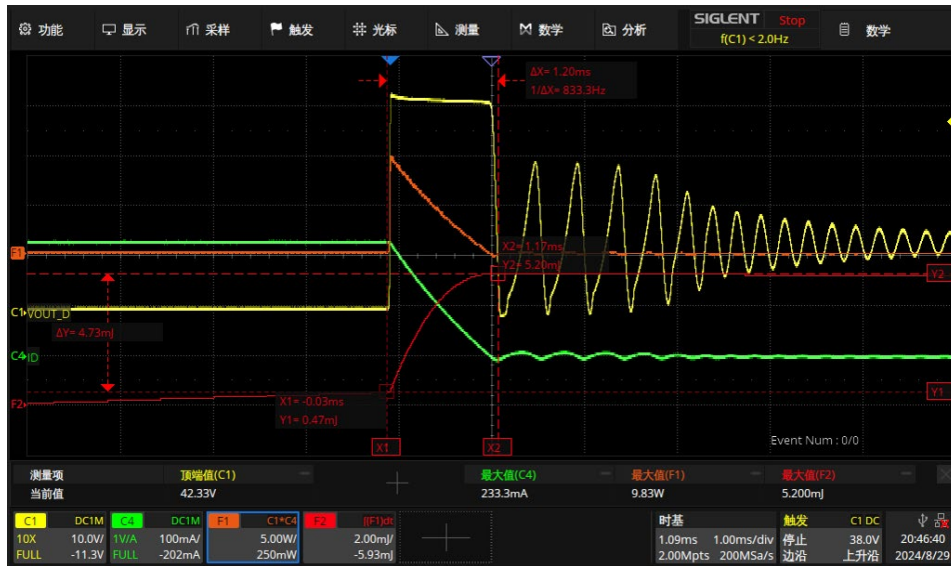 功能 显示 采样 触发 光标 测量 数学 分析 SIGLENT Stop 数学
f(C1) < 2.0Hz
ΔX= 1.20ms
1/ΔX= 833.3Hz
F1
X2= 1.17ms
Y2= 5.20mJ
Y2
C1 VOUT_D
ΔY= 4.73mJ
C4 ID
Y1
F2
X1= -0.03ms
Y1= 0.47mJ
X1 X2
Event Num : 0/0
测量项 顶端值(C1) 最大值(C4) 最大值(F1) 最大值(F2)
当前值 42.33V 233.3mA 9.83W 5.200mJ
C1 DC1M C4 DC1M F1 C1*C4 F2 ∫(F1)dt 时基 触发 C1 DC
10X 10.0V/ 1V/A 100mA/ 5.00W/ 2.00mJ/ 1.09ms 1.00ms/div 停止 38.0V 20:46:40
FULL -11.3V FULL -202mA 250mW -5.93mJ 2.00Mpts 200MSa/s 边沿 上升沿 2024/8/29